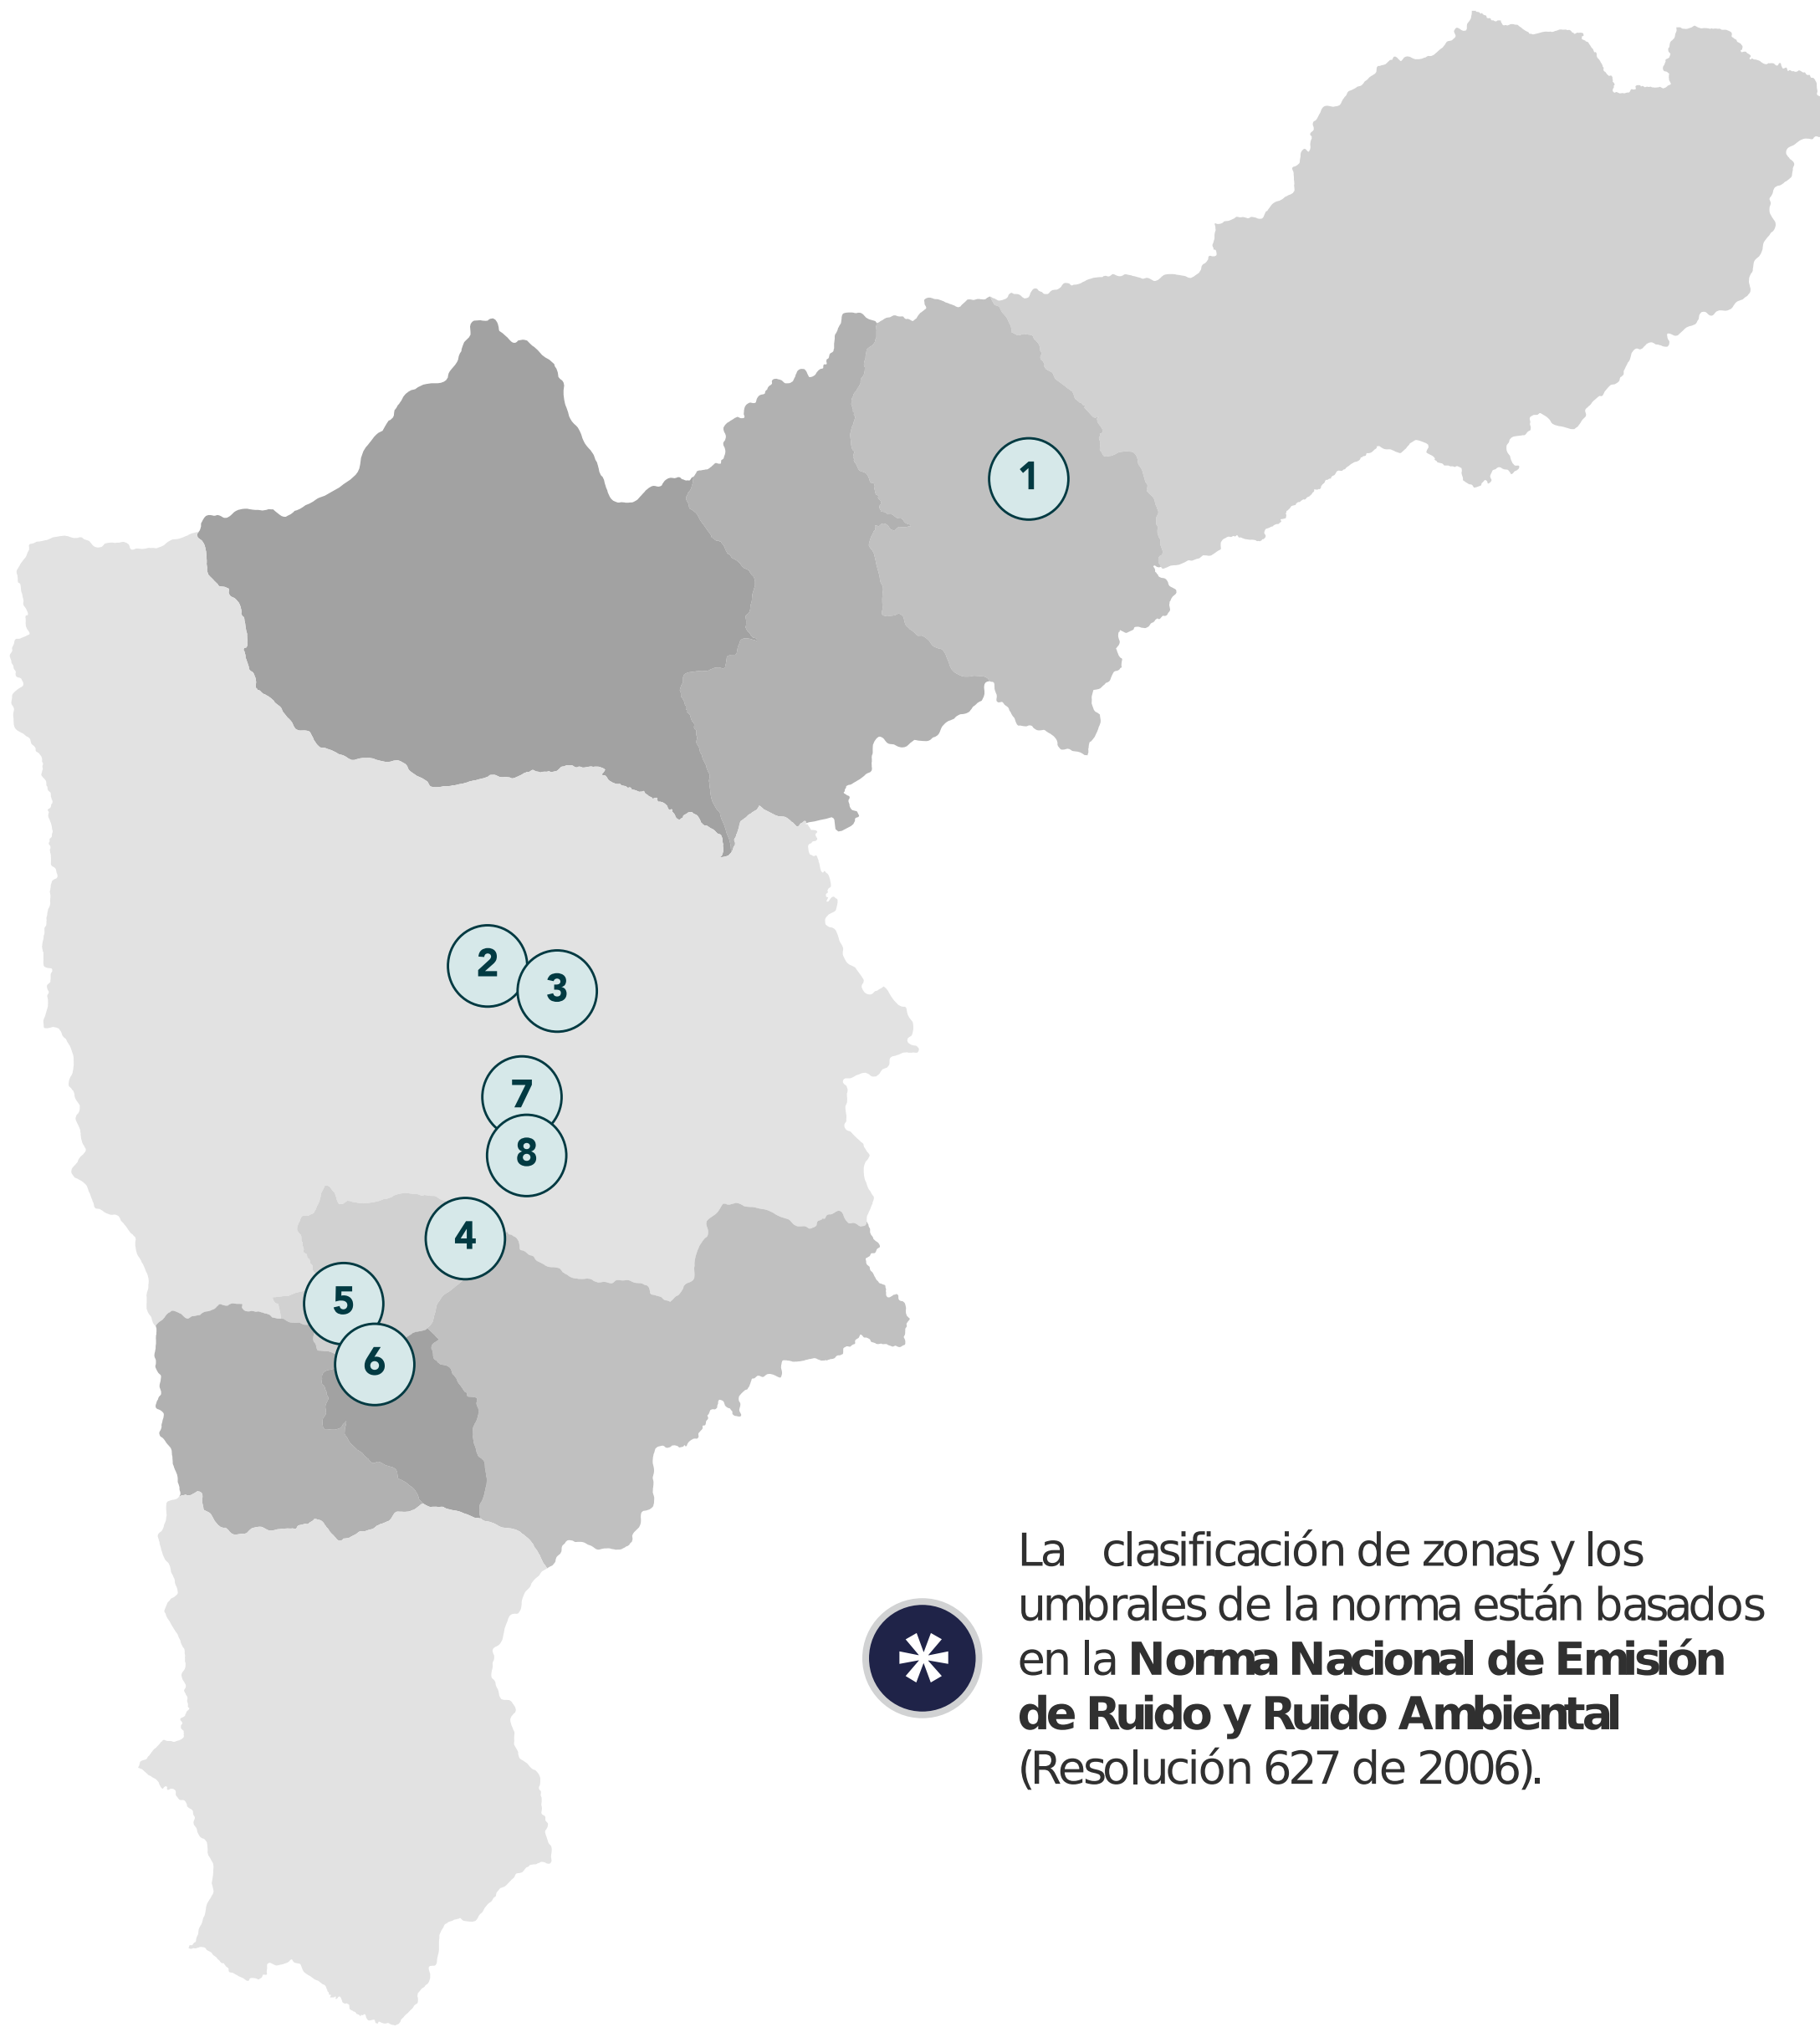 1
2
3
7
8
4
5
6
La clasificación de zonas y los
umbrales de la norma están basados
en la Norma Nacional de Emisión
de Ruido y Ruido Ambiental
(Resolución 627 de 2006).